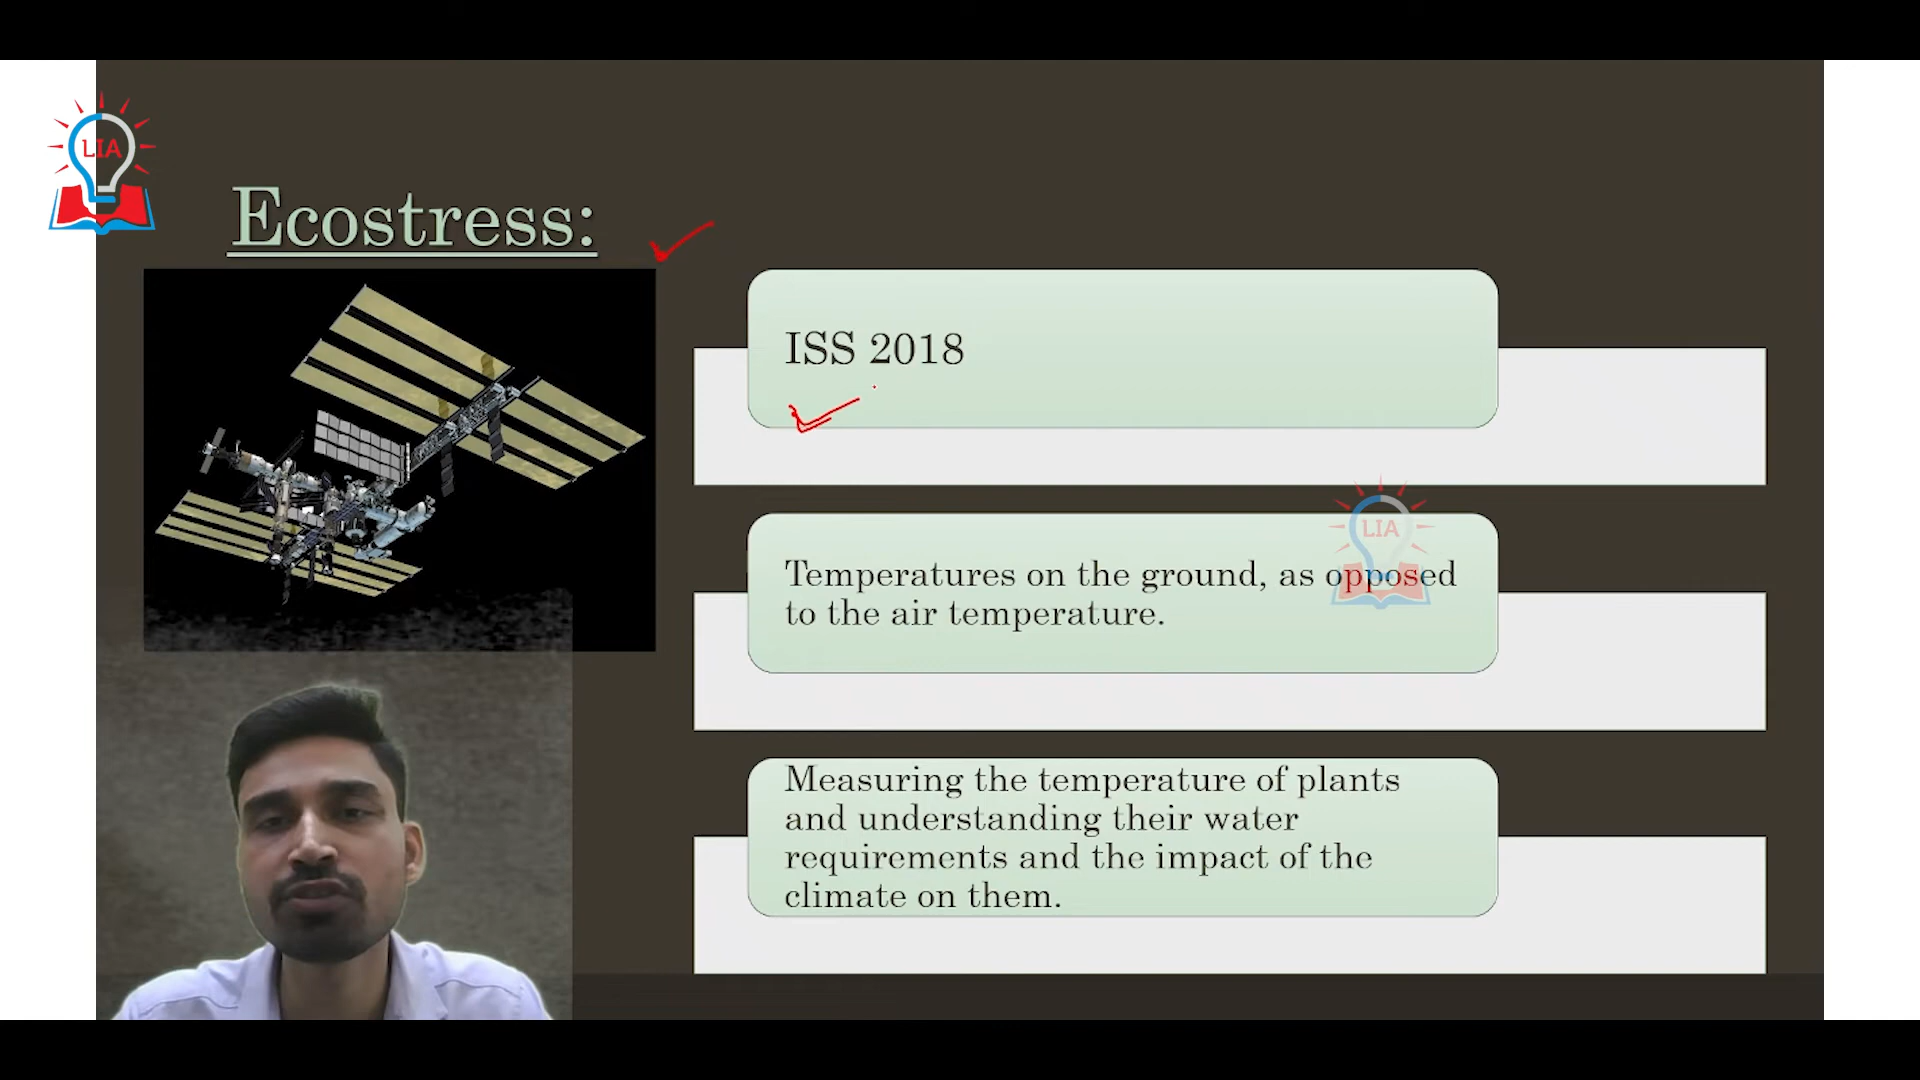 LIA
Ecostress:
ISS 2018
LIA
Temperatures on the ground, as opposed
to the air temperature.
Measuring the temperature of plants
and understanding their water
requirements and the impact of the
climate on them.